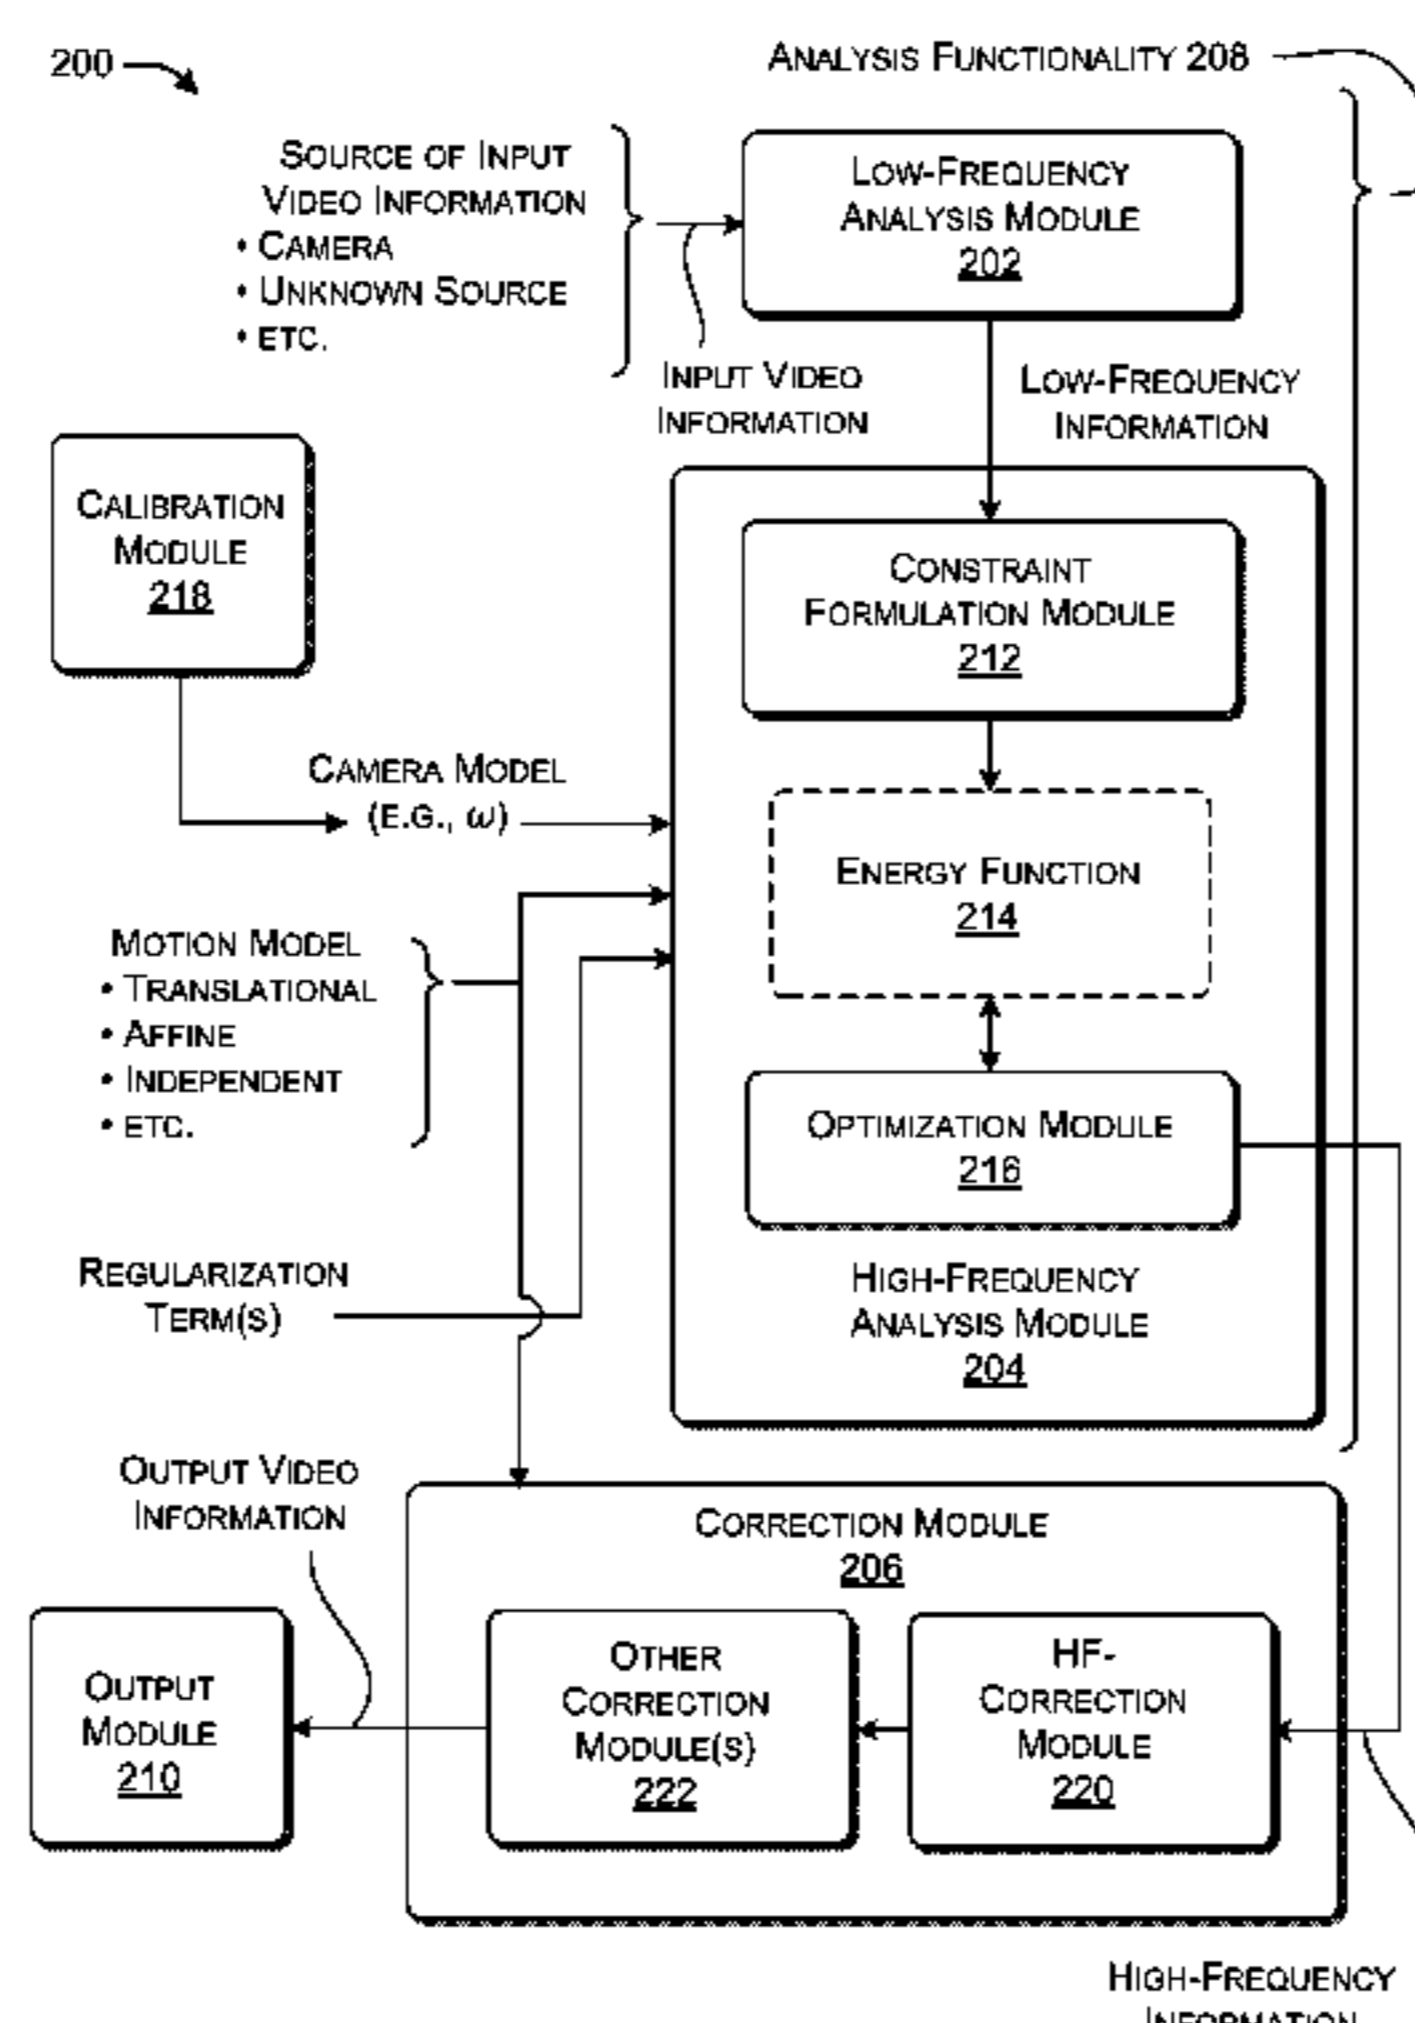 200
ANALYSIS FUNCTIONALITY 208
SOURCE OF INPUT
VIDEO INFORMATION
• CAMERA
• UNKNOWN SOURCE
• ETC.
LOW-FREQUENCY
ANALYSIS MODULE
202
INPUT VIDEO
INFORMATION
LOW-FREQUENCY
INFORMATION
CALIBRATION
MODULE
218
CONSTRAINT
FORMULATION MODULE
212
CAMERA MODEL
(E.G., ω)
ENERGY FUNCTION
214
MOTION MODEL
• TRANSLATIONAL
• AFFINE
• INDEPENDENT
• ETC.
OPTIMIZATION MODULE
216
REGULARIZATION
TERM(S)
HIGH-FREQUENCY
ANALYSIS MODULE
204
OUTPUT VIDEO
INFORMATION
CORRECTION MODULE
206
OUTPUT
MODULE
210
OTHER
CORRECTION
MODULE(S)
222
HF-
CORRECTION
MODULE
220
HIGH-FREQUENCY
INFORMATION